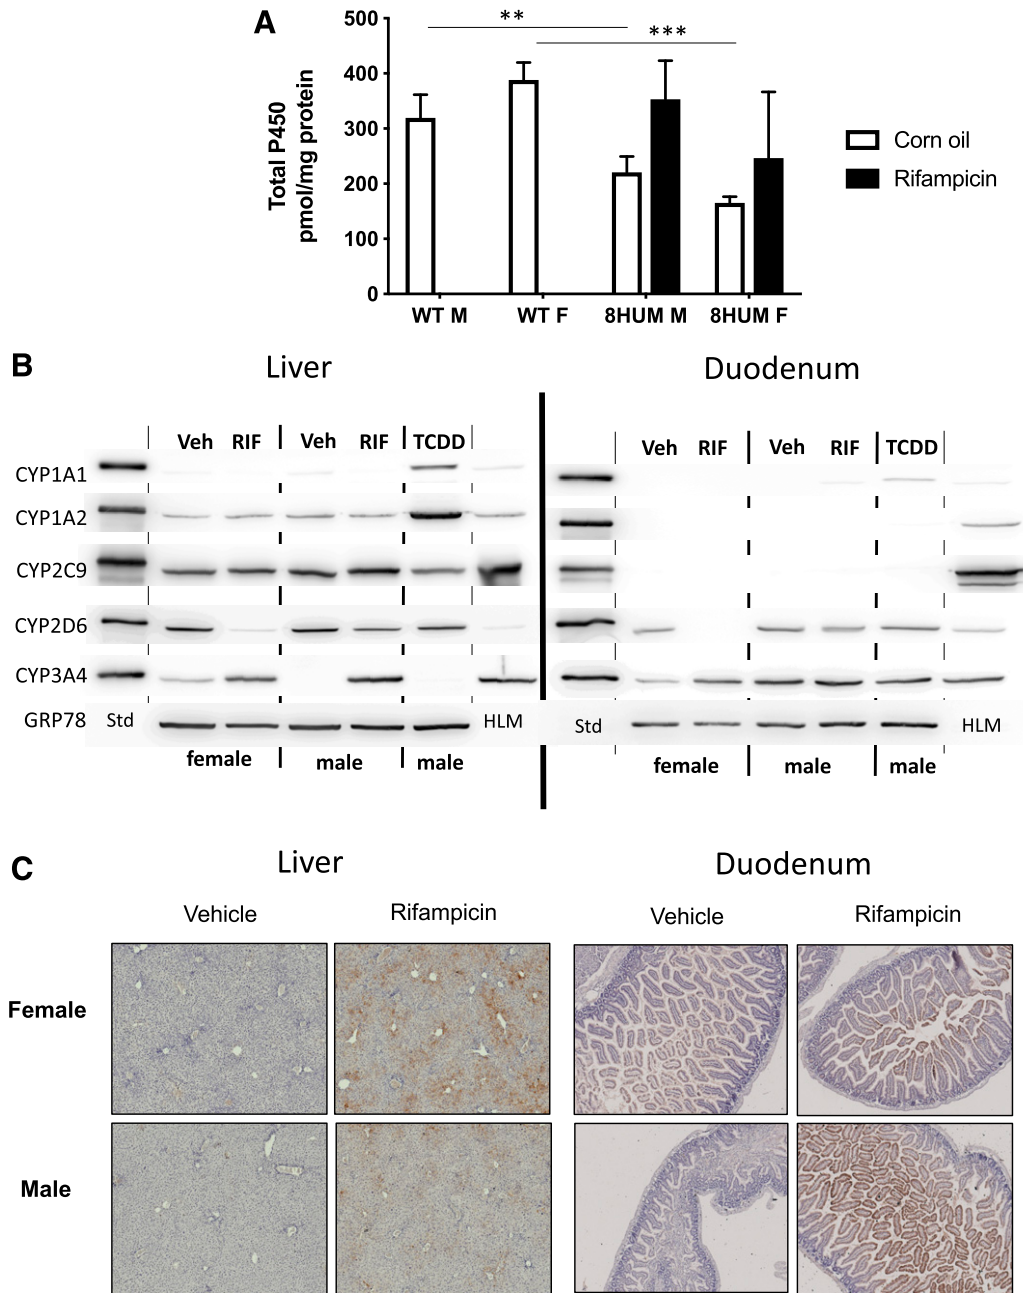 A
500
400
300
200
100
0
Total P450
pmol/mg protein
**
***
WT M
WT F
8HUM M
8HUM F
Corn oil
Rifampicin
B
Liver
Duodenum
Veh RIF Veh RIF TCDD
Veh RIF Veh RIF TCDD
CYP1A1
CYP1A2
CYP2C9
CYP2D6
CYP3A4
GRP78 Std HLM
Std HLM
female male male
female male male
C
Liver
Duodenum
Vehicle Rifampicin
Vehicle Rifampicin
Female
Male